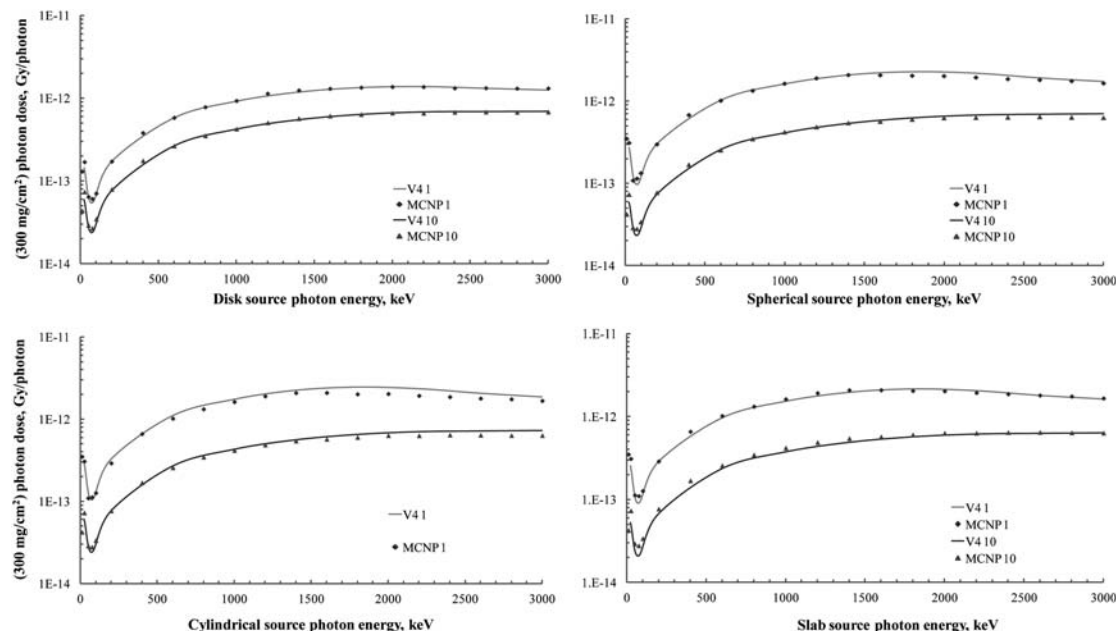 (300 mg/cm²) photon dose, Gy/photon
1E-11
1E-12
1E-13
1E-14
V4 1
MCNP 1
V4 10
MCNP 10
0 500 1000 1500 2000 2500 3000
Disk source photon energy, keV
1E-11
1E-12
1E-13
1E-14
V4 1
MCNP 1
V4 10
MCNP 10
0 500 1000 1500 2000 2500 3000
Spherical source photon energy, keV
(300 mg/cm²) photon dose, Gy/photon
1E-11
1E-12
1E-13
1E-14
V4 1
MCNP 1
0 500 1000 1500 2000 2500 3000
Cylindrical source photon energy, keV
1.E-11
1.E-12
1.E-13
1.E-14
V4 1
MCNP 1
V4 10
MCNP 10
0 500 1000 1500 2000 2500 3000
Slab source photon energy, keV